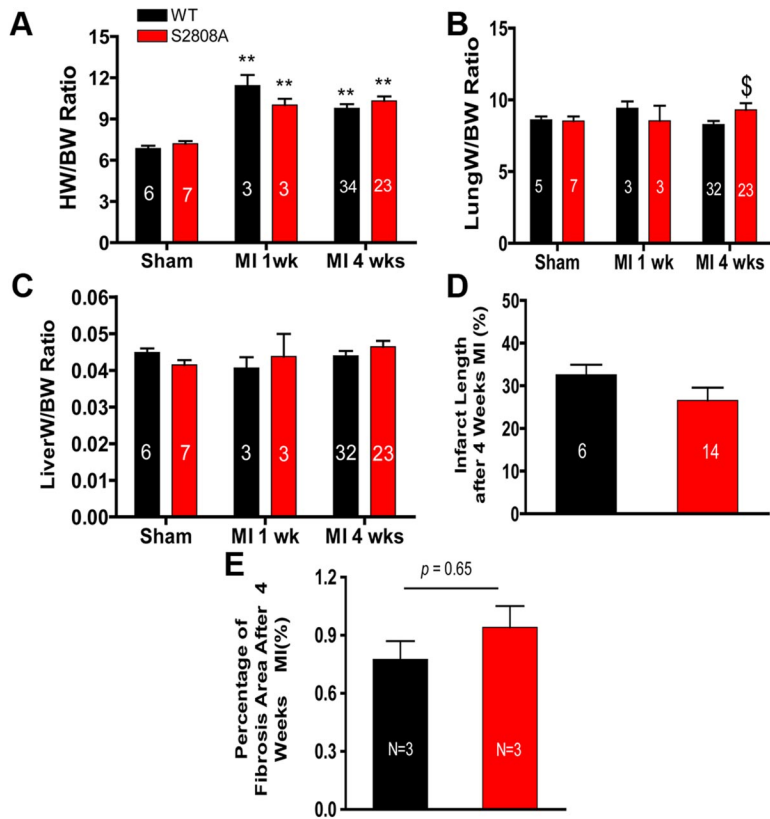 A
WT
S2808A
HW/BW Ratio
15
12
9
6
3
0
**
**
**
**
6
7
3
3
34
23
Sham
MI 1wk
MI 4 wks
B
LungW/BW Ratio
15
10
5
0
$
5
7
3
3
32
23
Sham
MI 1 wk
MI 4 wks
C
LiverW/BW Ratio
0.06
0.05
0.04
0.03
0.02
0.01
0.00
6
7
3
3
32
23
Sham
MI 1 wk
MI 4 wks
D
Infarct Length
after 4 Weeks MI (%)
50
40
30
20
10
0
6
14
E
Percentage of
Fibrosis Area After 4
Weeks MI(%)
1.2
0.9
0.6
0.3
0.0
p = 0.65
N=3
N=3